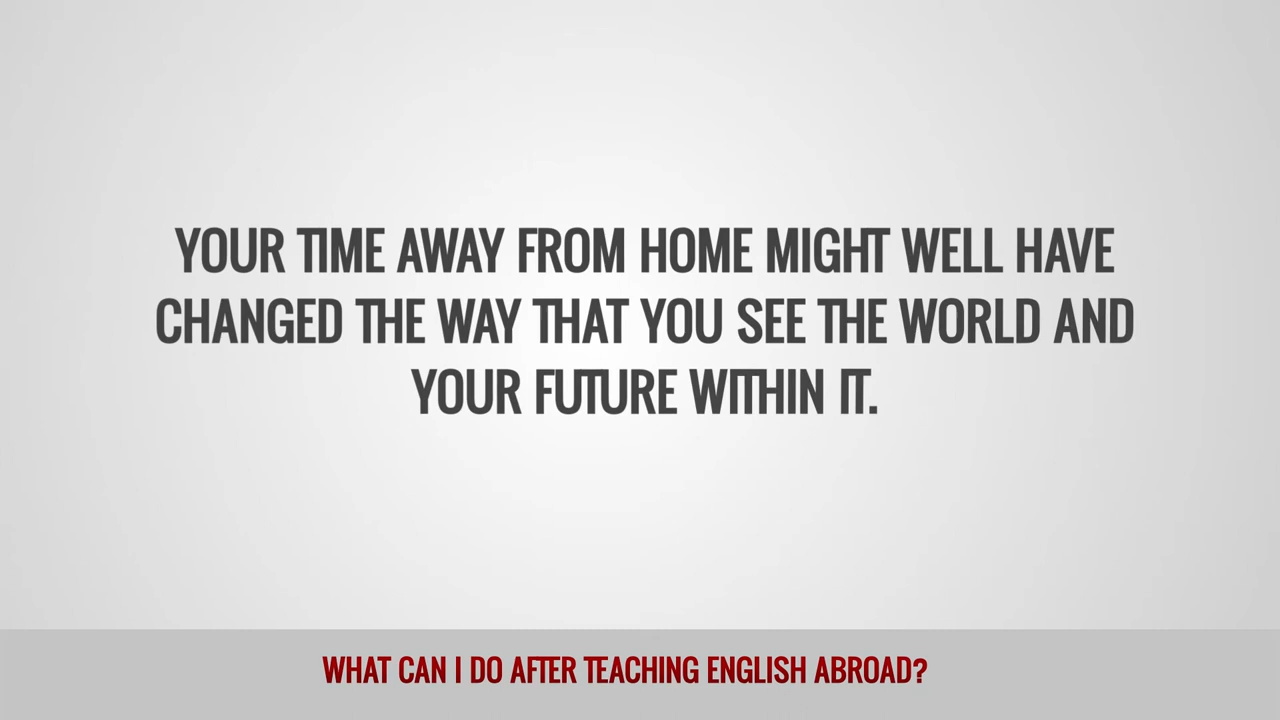 YOUR TIME AWAY FROM HOME MIGHT WELL HAVE
CHANGED THE WAY THAT YOU SEE THE WORLD AND
YOUR FUTURE WITHIN IT.
WHAT CAN I DO AFTER TEACHING ENGLISH ABROAD?